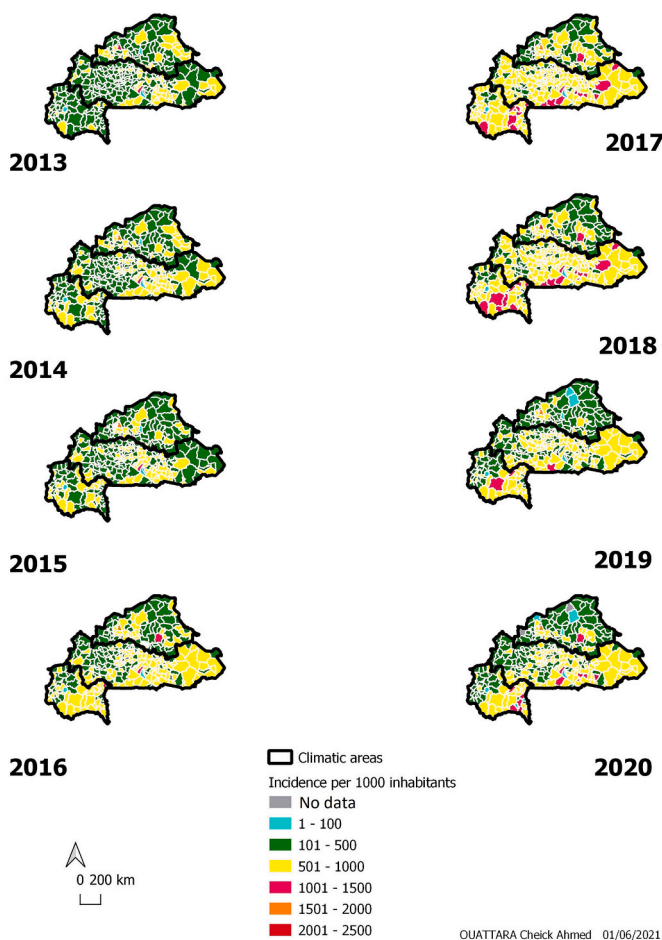 2013
2017
2014
2018
2015
2019
2016
2020
Climatic areas
Incidence per 1000 inhabitants
No data
1 - 100
101 - 500
501 - 1000
1001 - 1500
1501 - 2000
2001 - 2500
0 200 km
OUATTARA Cheick Ahmed 01/06/2021